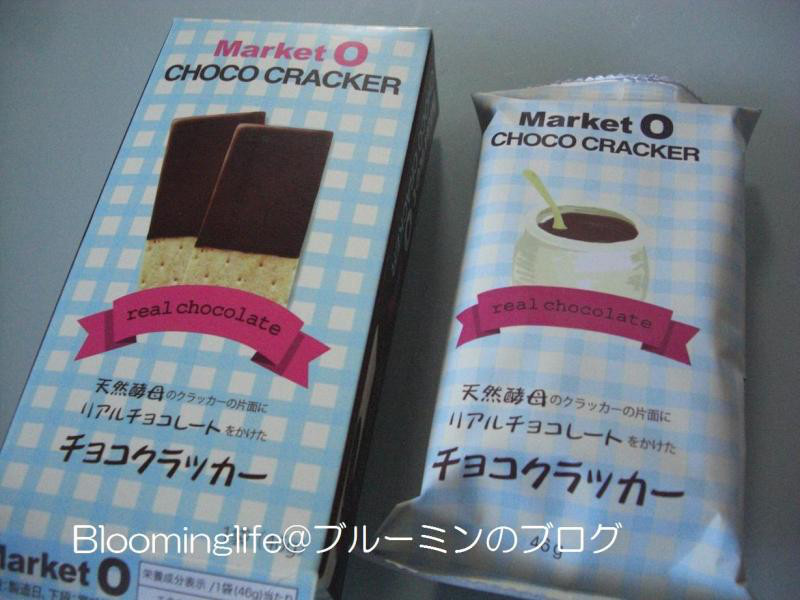 Market O
CHOCO CRACKER
real chocolate
天然酵母のクラッカーの片面に
リアルチョコレートをかけた
チョコクラッカー
Market O
栄養成分表示/1袋(46g)当たり
Market O
CHOCO CRACKER
real chocolate
天然酵母のクラッカーの片面に
リアルチョコレートをかけた
チョコクラッカー
46g
Bloominglife@ブルーミンのブログ